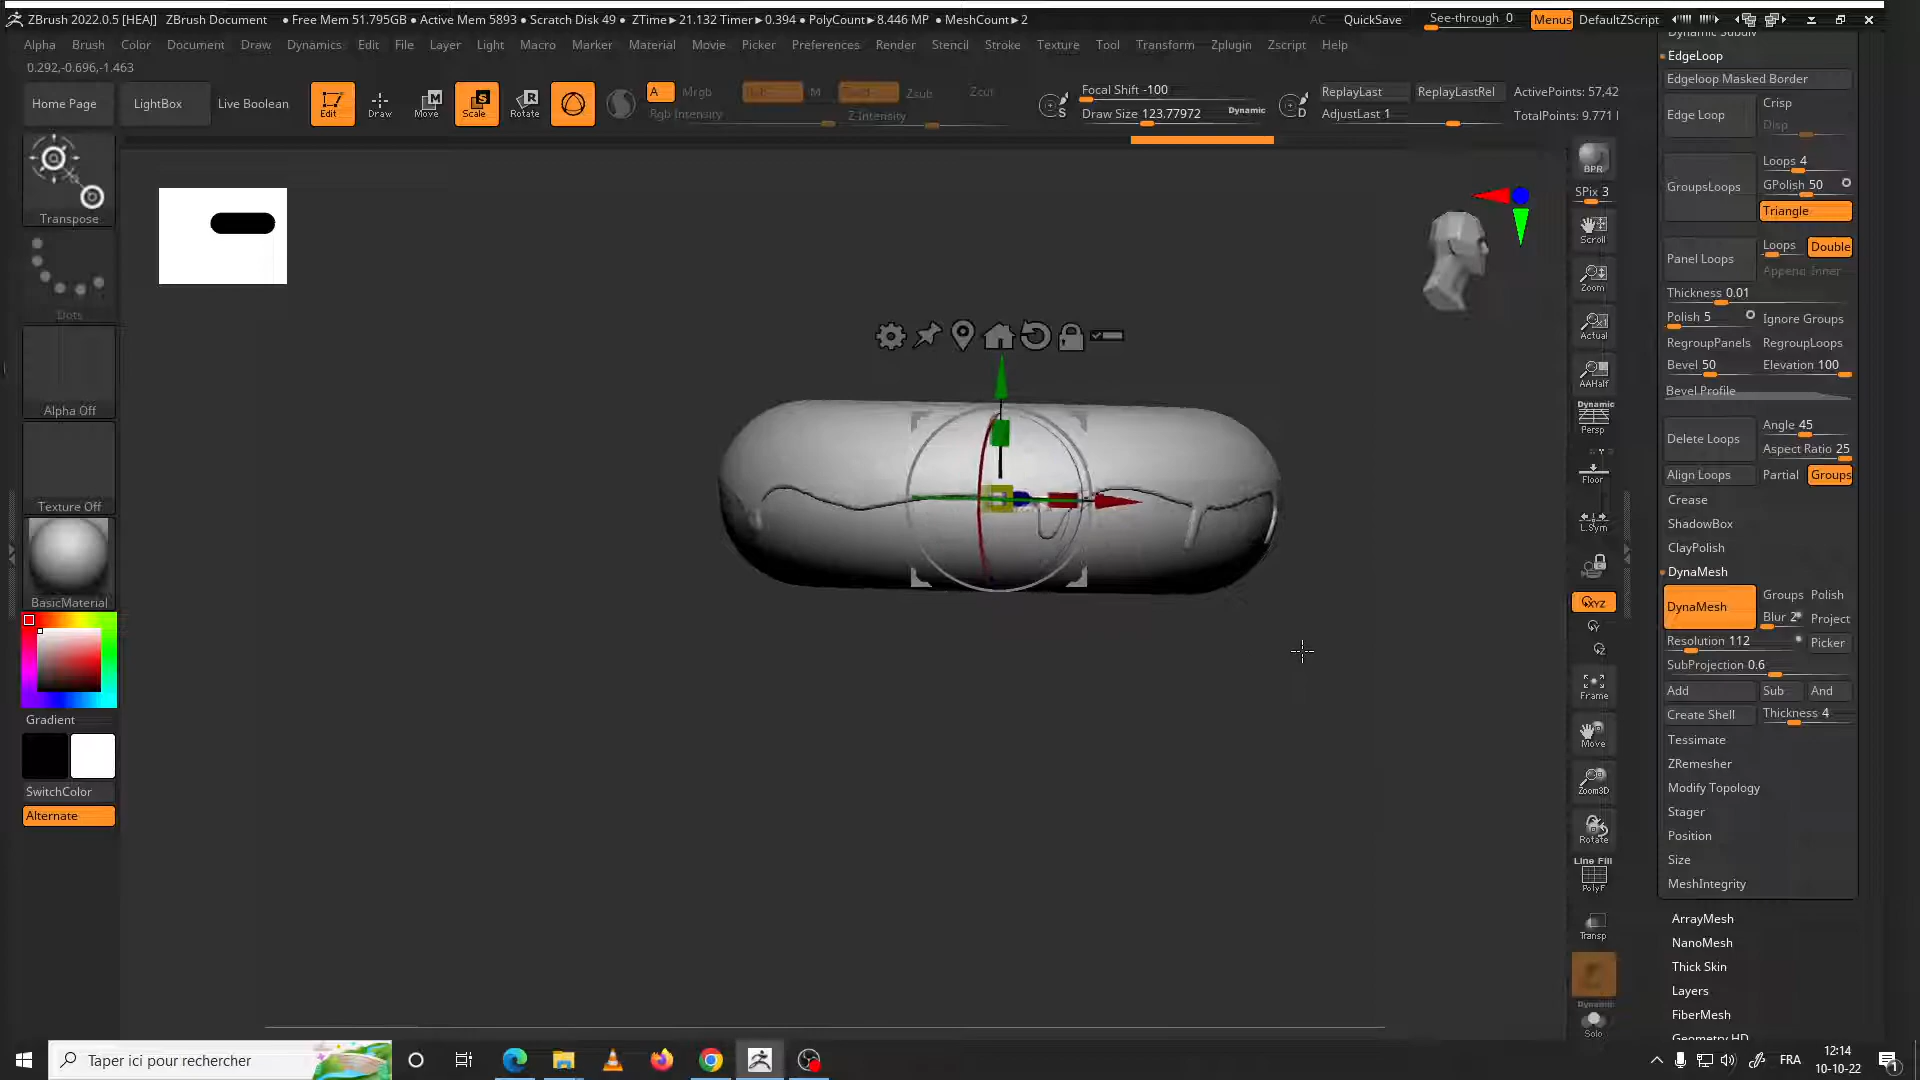 ZBrush 2022.0.5 [HEAJ] ZBrush Document • Free Mem 51.795GB • Active Mem 5893 • Scratch Disk 49 • ZTime►21.132 Timer►0.394 • PolyCount►8.446 MP • MeshCount►2 AC QuickSave See-through 0 Menus DefaultZScript
Alpha Brush Color Document Draw Dynamics Edit File Layer Light Macro Marker Material Movie Picker Preferences Render Stencil Stroke Texture Tool Transform Zplugin Zscript Help
0.292,-0.696,-1.463
Home Page LightBox Live Boolean Edit Draw Move Scale Rotate A Mrgb M Zsub Zcut
Rgb Intensity Z Intensity
Focal Shift -100
Draw Size 123.77972 Dynamic
S D
ReplayLast ReplayLastRel ActivePoints: 57,42
AdjustLast 1 TotalPoints: 9.771
Transpose
Dots
Alpha Off
Texture Off
BasicMaterial
Gradient
SwitchColor
Alternate
BPR
SPix 3
Scroll
Zoom
Actual
AAHalf
Dynamic
Persp
Floor
L.Sym
XYZ
Y
Z
Frame
Move
Zoom3D
Rotate
Line Fill
PolyF
Transp
Dynamic
Solo
Dynamic Subdiv
EdgeLoop
Edgeloop Masked Border
Edge Loop Crisp
Disp
GroupsLoops Loops 4
GPolish 50
Triangle
Panel Loops Loops Double
Append Inner
Thickness 0.01
Polish 5 Ignore Groups
RegroupPanels RegroupLoops
Bevel 50 Elevation 100
Bevel Profile
Delete Loops Angle 45
Aspect Ratio 25
Align Loops Partial Groups
Crease
ShadowBox
ClayPolish
DynaMesh
DynaMesh Groups Polish
Blur 2 Project
Resolution 112 Picker
SubProjection 0.6
Add Sub And
Create Shell Thickness 4
Tessimate
ZRemesher
Modify Topology
Stager
Position
Size
MeshIntegrity
ArrayMesh
NanoMesh
Thick Skin
Layers
FiberMesh
Geometry HD
Taper ici pour rechercher
FRA 12:14
10-10-22 1